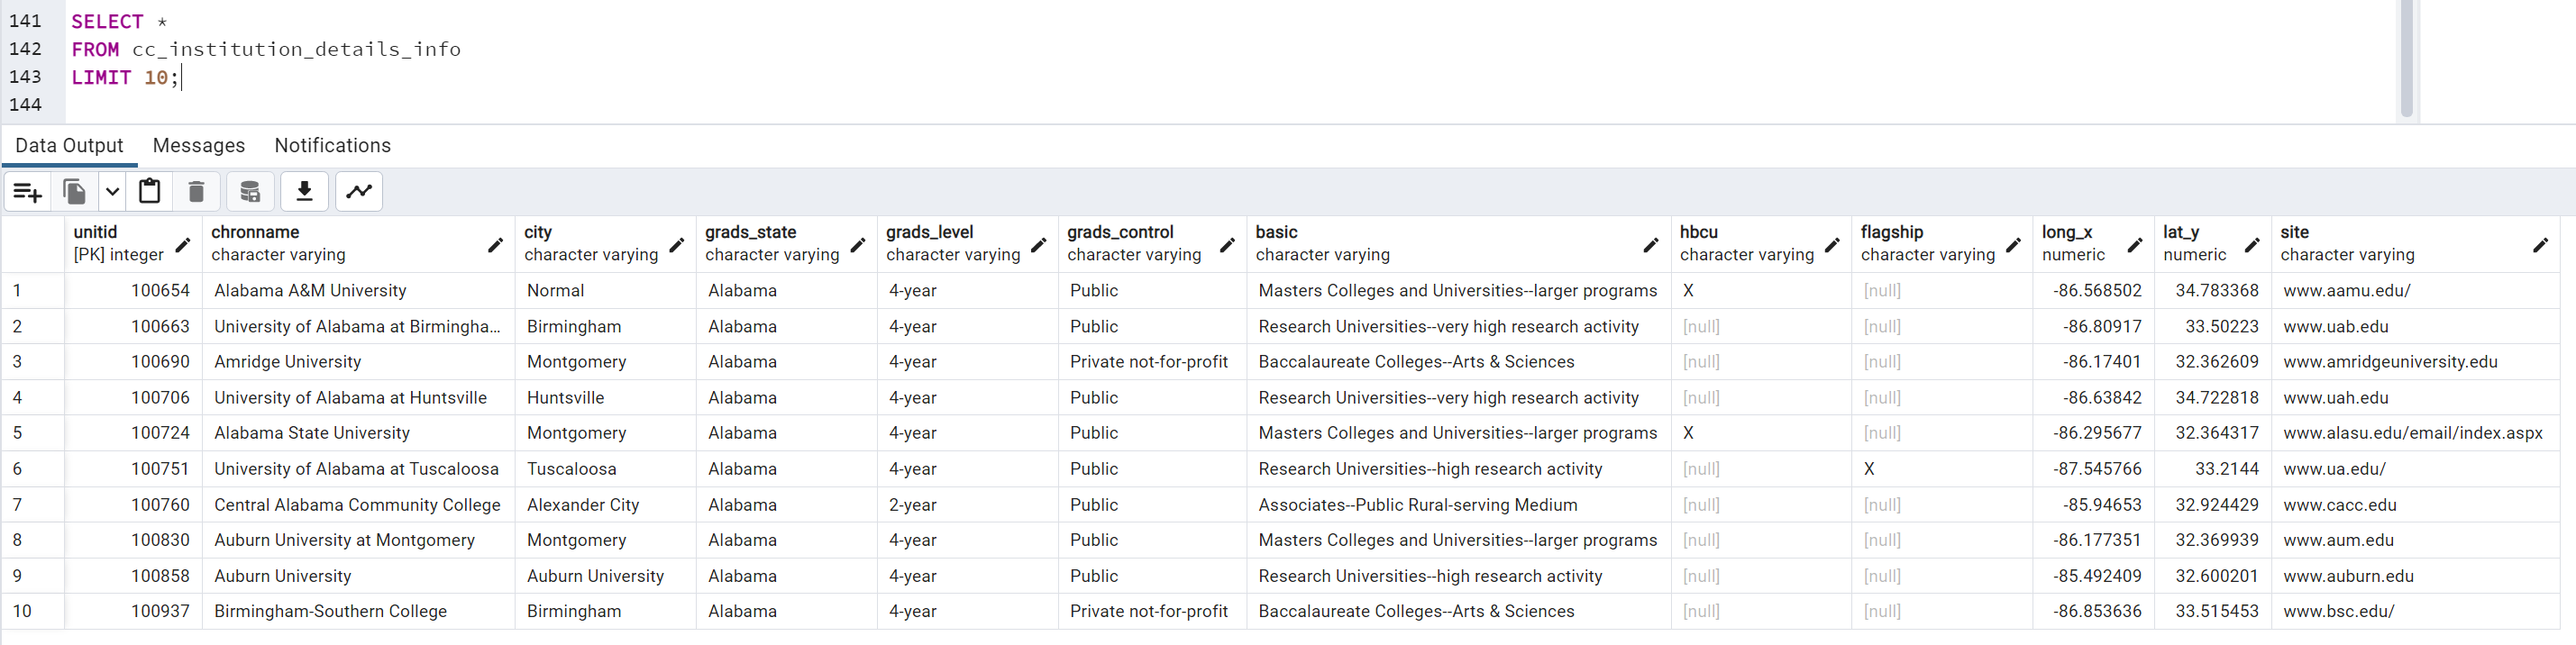 141 SELECT *
142 FROM cc_institution_details_info
143 LIMIT 10;
144
Data Output Messages Notifications
unitid chronname city grads_state grads_level grads_control basic hbcu flagship long_x lat_y site
[PK] integer character varying character varying character varying character varying character varying character varying character varying character varying numeric numeric character varying
1 100654 Alabama A&M University Normal Alabama 4-year Public Masters Colleges and Universities--larger programs X [null] -86.568502 34.783368 www.aamu.edu/
2 100663 University of Alabama at Birmingha... Birmingham Alabama 4-year Public Research Universities--very high research activity [null] [null] -86.80917 33.50223 www.uab.edu
3 100690 Amridge University Montgomery Alabama 4-year Private not-for-profit Baccalaureate Colleges--Arts & Sciences [null] [null] -86.17401 32.362609 www.amridgeuniversity.edu
4 100706 University of Alabama at Huntsville Huntsville Alabama 4-year Public Research Universities--very high research activity [null] [null] -86.63842 34.722818 www.uah.edu
5 100724 Alabama State University Montgomery Alabama 4-year Public Masters Colleges and Universities--larger programs X [null] -86.295677 32.364317 www.alasu.edu/email/index.aspx
6 100751 University of Alabama at Tuscaloosa Tuscaloosa Alabama 4-year Public Research Universities--high research activity [null] X -87.545766 33.2144 www.ua.edu/
7 100760 Central Alabama Community College Alexander City Alabama 2-year Public Associates--Public Rural-serving Medium [null] [null] -85.94653 32.924429 www.cacc.edu
8 100830 Auburn University at Montgomery Montgomery Alabama 4-year Public Masters Colleges and Universities--larger programs [null] [null] -86.177351 32.369939 www.aum.edu
9 100858 Auburn University Auburn University Alabama 4-year Public Research Universities--high research activity [null] [null] -85.492409 32.600201 www.auburn.edu
10 100937 Birmingham-Southern College Birmingham Alabama 4-year Private not-for-profit Baccalaureate Colleges--Arts & Sciences [null] [null] -86.853636 33.515453 www.bsc.edu/